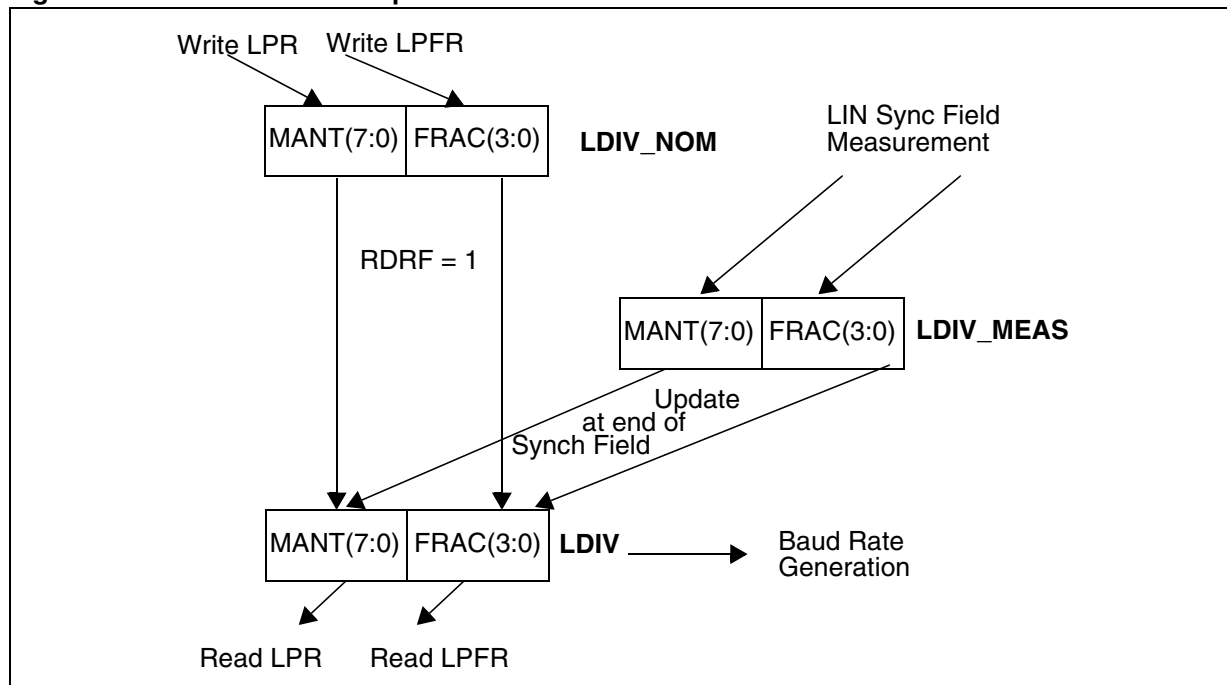 Write LPR
Write LPFR
MANT(7:0)
FRAC(3:0)
LDIV_NOM
LIN Sync Field
Measurement
RDRF = 1
MANT(7:0)
FRAC(3:0)
LDIV_MEAS
Update
at end of
Synch Field
MANT(7:0)
FRAC(3:0)
LDIV
Baud Rate
Generation
Read LPR
Read LPFR